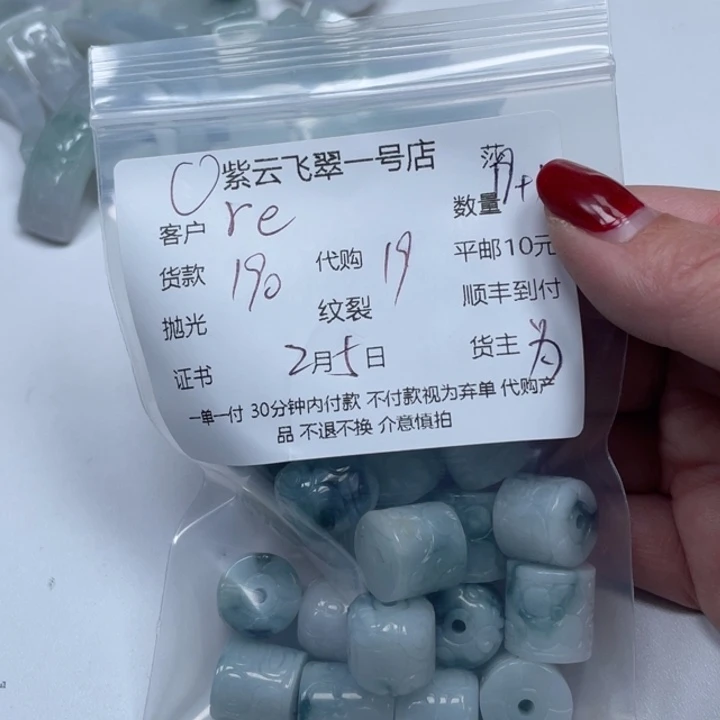 紫云飞翠一号店
客户 re 数量
货款 190 代购 19 平邮10元
抛光 纹裂 顺丰到付
证书 2月5日 货主 为
一单一付 30分钟内付款 不付款视为弃单 代购产
品 不退不换 介意慎拍